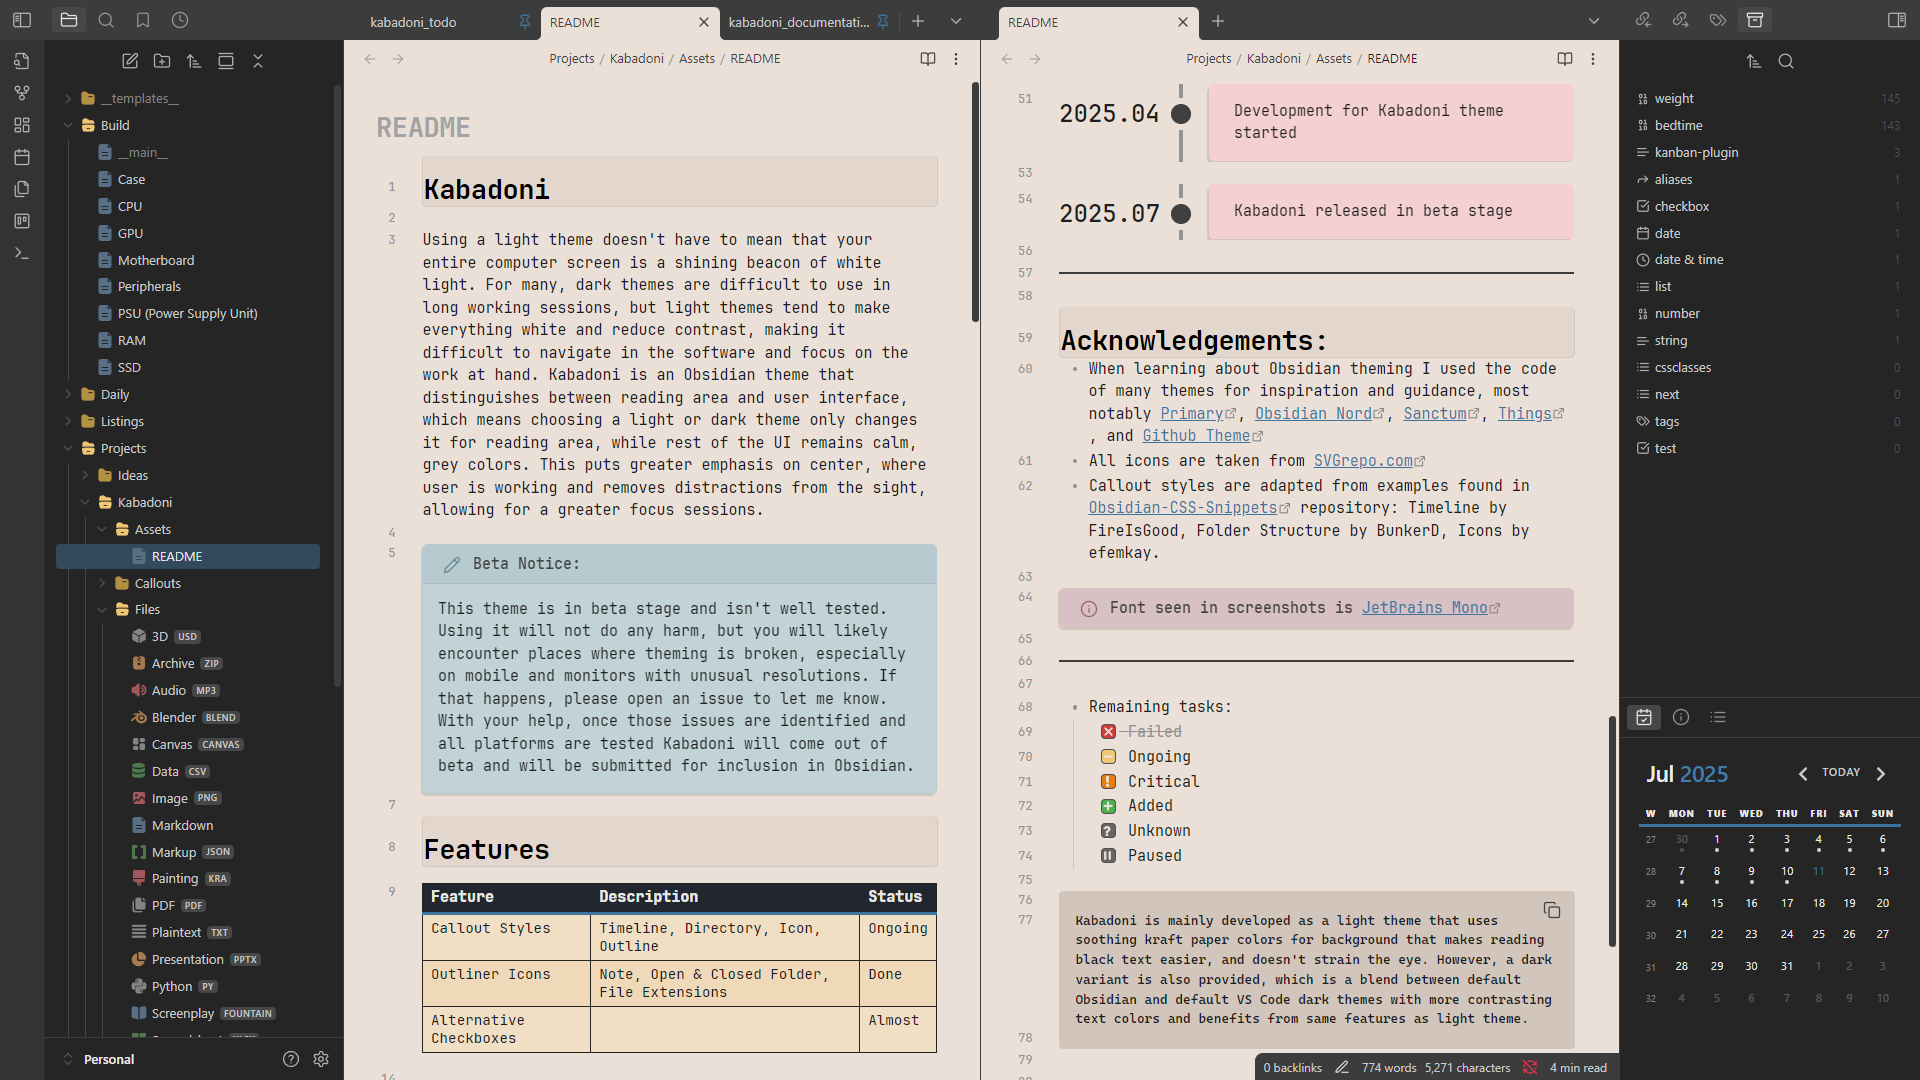 kabadoni_todo
README
kabadoni_documentati...
README
__templates__
Build
__main__
Case
CPU
GPU
Motherboard
Peripherals
PSU (Power Supply Unit)
RAM
SSD
Daily
Listings
Projects
Ideas
Kabadoni
Assets
README
Callouts
Files
3D USD
Archive ZIP
Audio MP3
Blender BLEND
Canvas CANVAS
Data CSV
Image PNG
Markdown
Markup JSON
Painting KRA
PDF PDF
Plaintext TXT
Presentation PPTX
Python PY
Screenplay FOUNTAIN
Personal
Projects / Kabadoni / Assets / README
README
1 Kabadoni
2
3 Using a light theme doesn't have to mean that your
entire computer screen is a shining beacon of white
light. For many, dark themes are difficult to use in
long working sessions, but light themes tend to make
everything white and reduce contrast, making it
difficult to navigate in the software and focus on the
work at hand. Kabadoni is an Obsidian theme that
distinguishes between reading area and user interface,
which means choosing a light or dark theme only changes
it for reading area, while rest of the UI remains calm,
grey colors. This puts greater emphasis on center, where
user is working and removes distractions from the sight,
allowing for a greater focus sessions.
4
5 Beta Notice:
This theme is in beta stage and isn't well tested.
Using it will not do any harm, but you will likely
encounter places where theming is broken, especially
on mobile and monitors with unusual resolutions. If
that happens, please open an issue to let me know.
With your help, once those issues are identified and
all platforms are tested Kabadoni will come out of
beta and will be submitted for inclusion in Obsidian.
7
8 Features
9 Feature Description Status
Callout Styles Timeline, Directory, Icon, Ongoing
Outline
Outliner Icons Note, Open & Closed Folder, Done
File Extensions
Alternative Almost
Checkboxes
14
Projects / Kabadoni / Assets / README
51 2025.04 Development for Kabadoni theme
started
53
54 2025.07 Kabadoni released in beta stage
56
57
58
59 Acknowledgements:
60 When learning about Obsidian theming I used the code
of many themes for inspiration and guidance, most
notably Primary, Obsidian Nord, Sanctum, Things
, and Github Theme
61 All icons are taken from SVGrepo.com
62 Callout styles are adapted from examples found in
Obsidian-CSS-Snippets repository: Timeline by
FireIsGood, Folder Structure by BunkerD, Icons by
efemkay.
63
64 Font seen in screenshots is JetBrains Mono
65
66
67
68 Remaining tasks:
69 Failed
70 Ongoing
71 Critical
72 Added
73 Unknown
74 Paused
75
76
77 Kabadoni is mainly developed as a light theme that uses
soothing kraft paper colors for background that makes reading
black text easier, and doesn't strain the eye. However, a dark
variant is also provided, which is a blend between default
Obsidian and default VS Code dark themes with more contrasting
text colors and benefits from same features as light theme.
78
79
0 backlinks 774 words 5,271 characters 4 min read
weight 145
bedtime 143
kanban-plugin 3
aliases 1
checkbox 1
date 1
date & time 1
list 1
number 1
string 1
cssclasses 0
next 0
tags 0
test 0
Jul 2025 TODAY
W MON TUE WED THU FRI SAT SUN
27 30 1 2 3 4 5 6
28 7 8 9 10 11 12 13
29 14 15 16 17 18 19 20
30 21 22 23 24 25 26 27
31 28 29 30 31 1 2 3
32 4 5 6 7 8 9 10